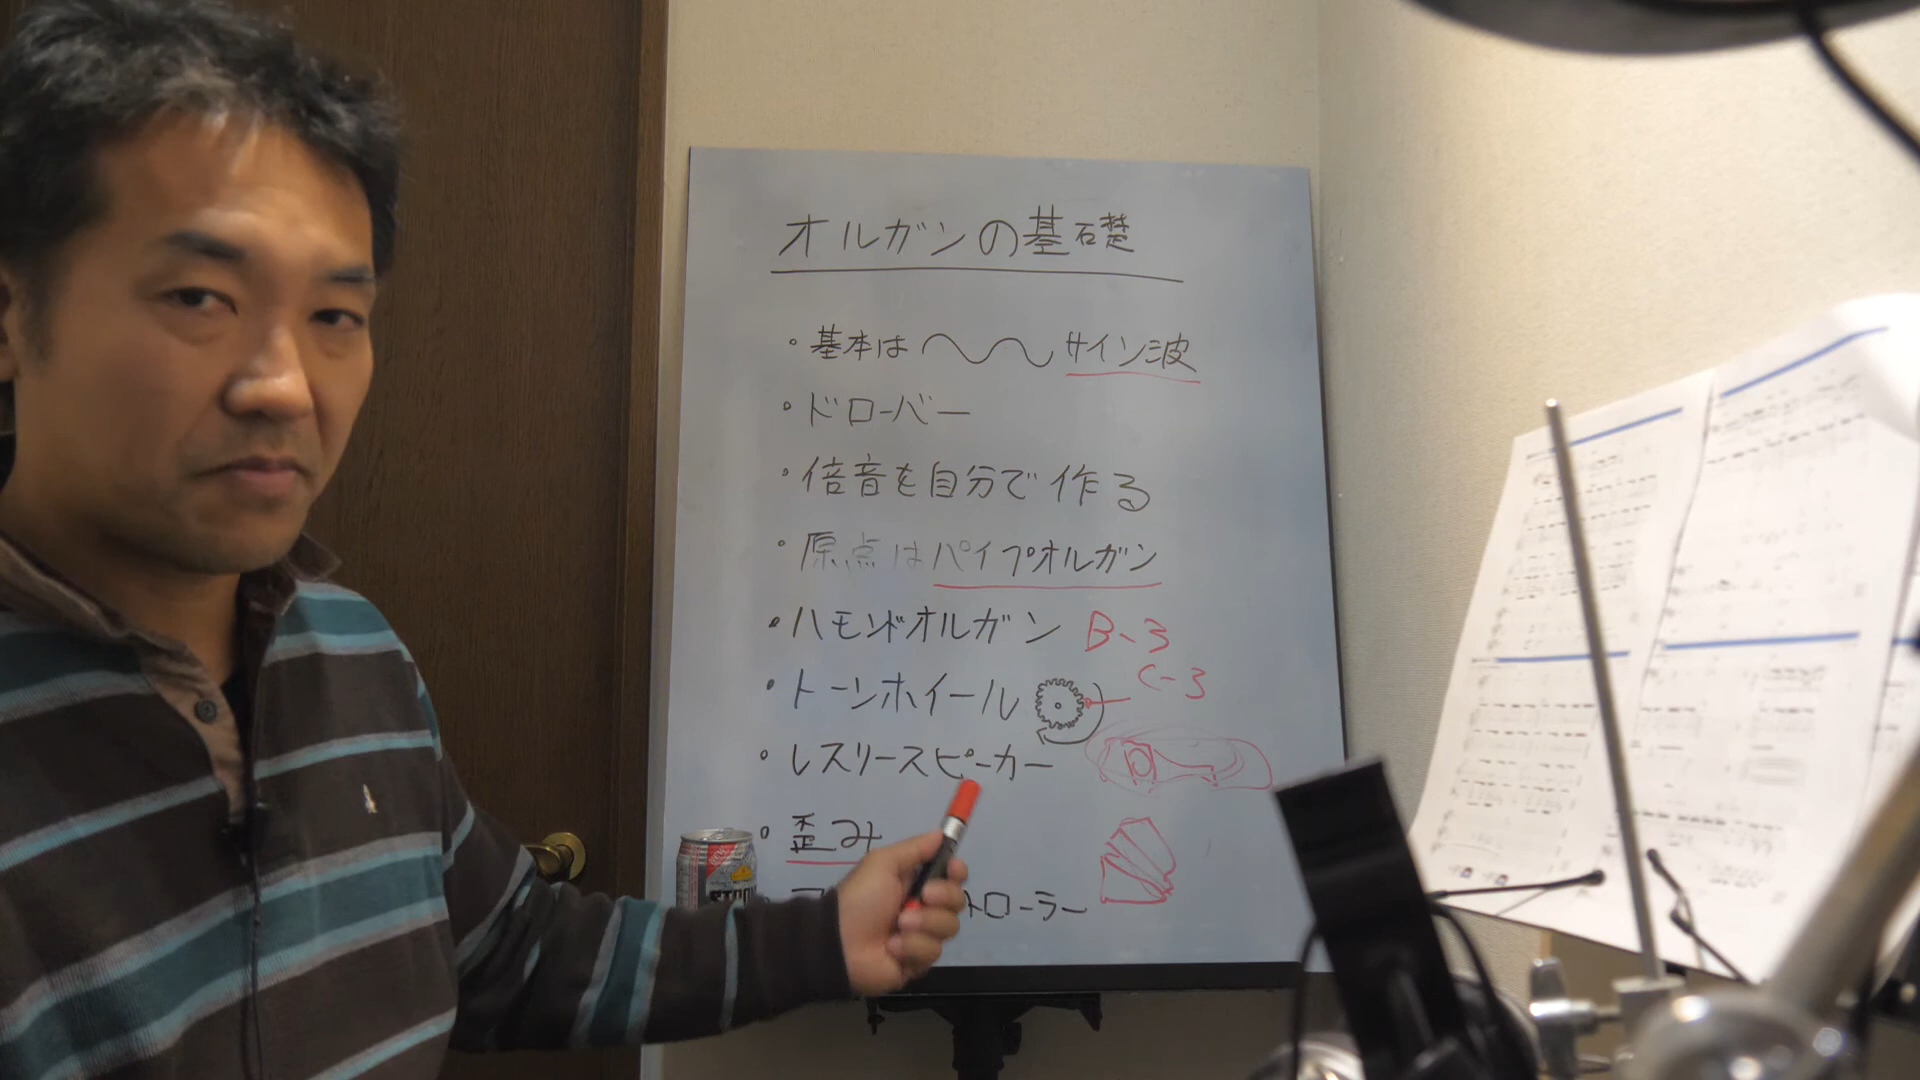 オルガンの基礎
・基本は 〜〜 サイン波
・ドローバー
・倍音を自分で作る
・原点はパイプオルガン
・ハモンドオルガン B-3
C-3
・トーンホイール
・レスリースピーカー
・歪み
トローラー